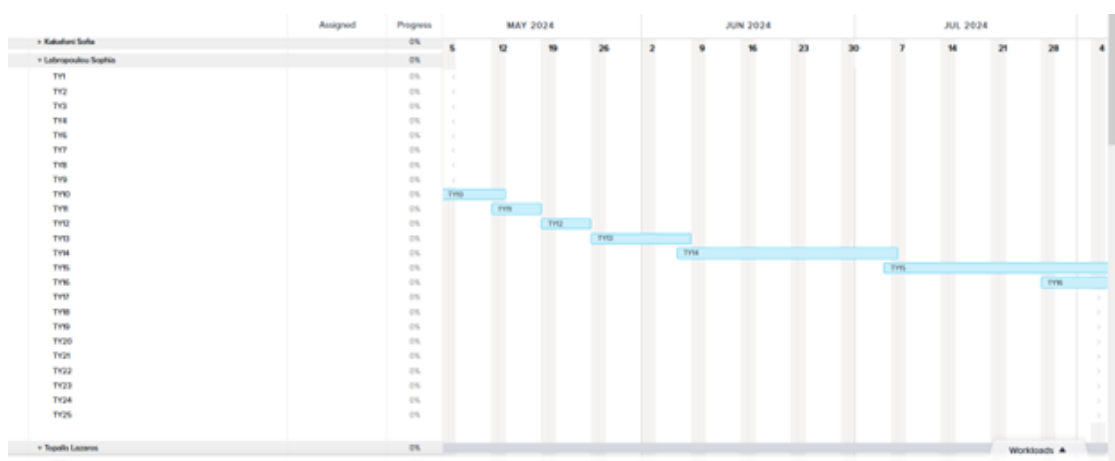 Assigned Progress MAY 2024 JUN 2024 JUL 2024
Kakafoni Sofia 0%
5 12 19 26 2 9 16 23 30 7 14 21 28 4
Labropoulou Sophia 0%
TY1 0%
TY2 0%
TY3 0%
TY4 0%
TY6 0%
TY7 0%
TY8 0%
TY9 0%
TY10 0% TY10
TY11 0% TY11
TY12 0% TY12
TY13 0% TY13
TY14 0% TY14
TY15 0% TY15
TY16 0% TY16
TY17 0%
TY18 0%
TY19 0%
TY20 0%
TY21 0%
TY22 0%
TY23 0%
TY24 0%
TY25 0%
Topalis Lazaros 0%
Workloads